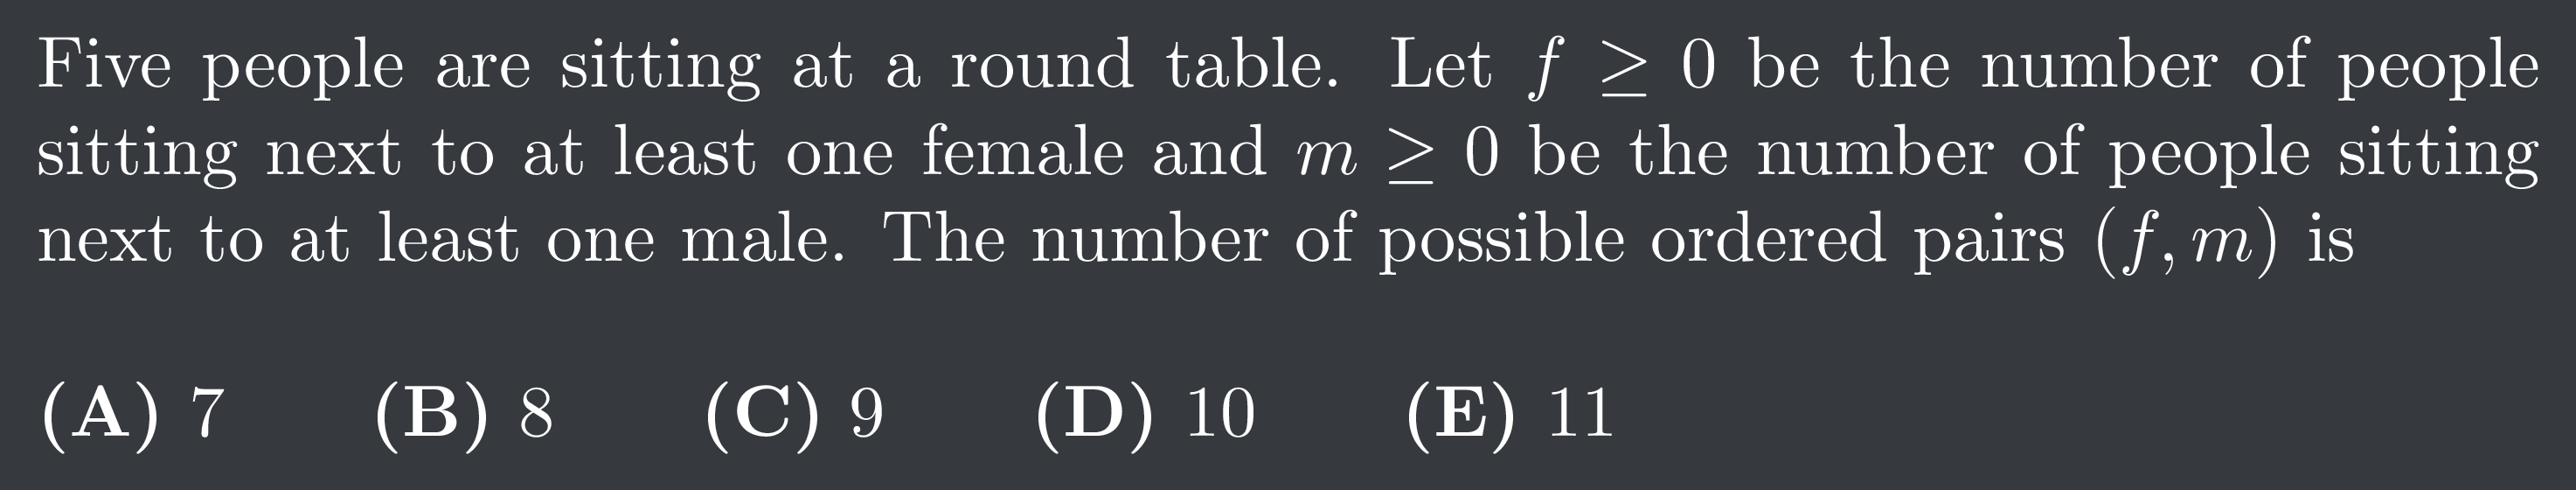 Five people are sitting at a round table. Let f ≥ 0 be the number of people
sitting next to at least one female and m ≥ 0 be the number of people sitting
next to at least one male. The number of possible ordered pairs (f, m) is
(A) 7 (B) 8 (C) 9 (D) 10 (E) 11